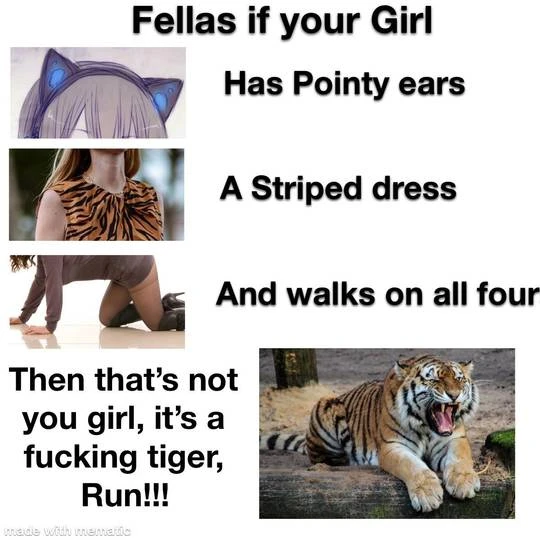 Fellas if your Girl
Has Pointy ears
A Striped dress
And walks on all four
Then that's not
you girl, it's a
fucking tiger,
Run!!!
made with mematic